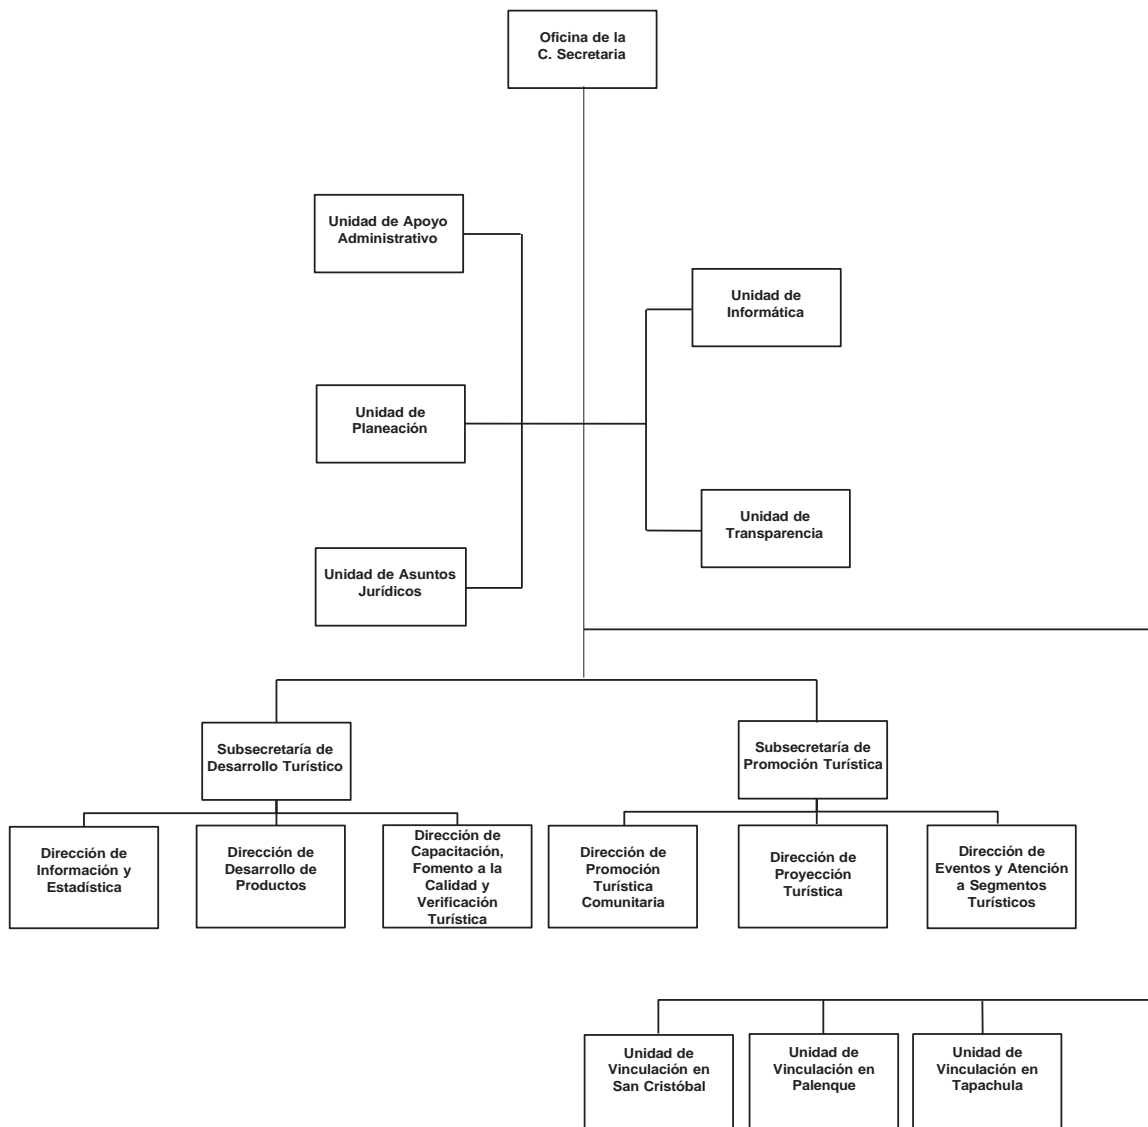 Oficina de la
C. Secretaria
Unidad de Apoyo
Administrativo
Unidad de
Informática
Unidad de
Planeación
Unidad de
Transparencia
Unidad de Asuntos
Jurídicos
Subsecretaría de
Desarrollo Turístico
Subsecretaría de
Promoción Turística
Dirección de
Información y
Estadística
Dirección de
Desarrollo de
Productos
Dirección de
Capacitación,
Fomento a la
Calidad y
Verificación
Turística
Dirección de
Promoción
Turística
Comunitaria
Dirección de
Proyección
Turística
Dirección de
Eventos y Atención
a Segmentos
Turísticos
Unidad de
Vinculación en
San Cristóbal
Unidad de
Vinculación en
Palenque
Unidad de
Vinculación en
Tapachula